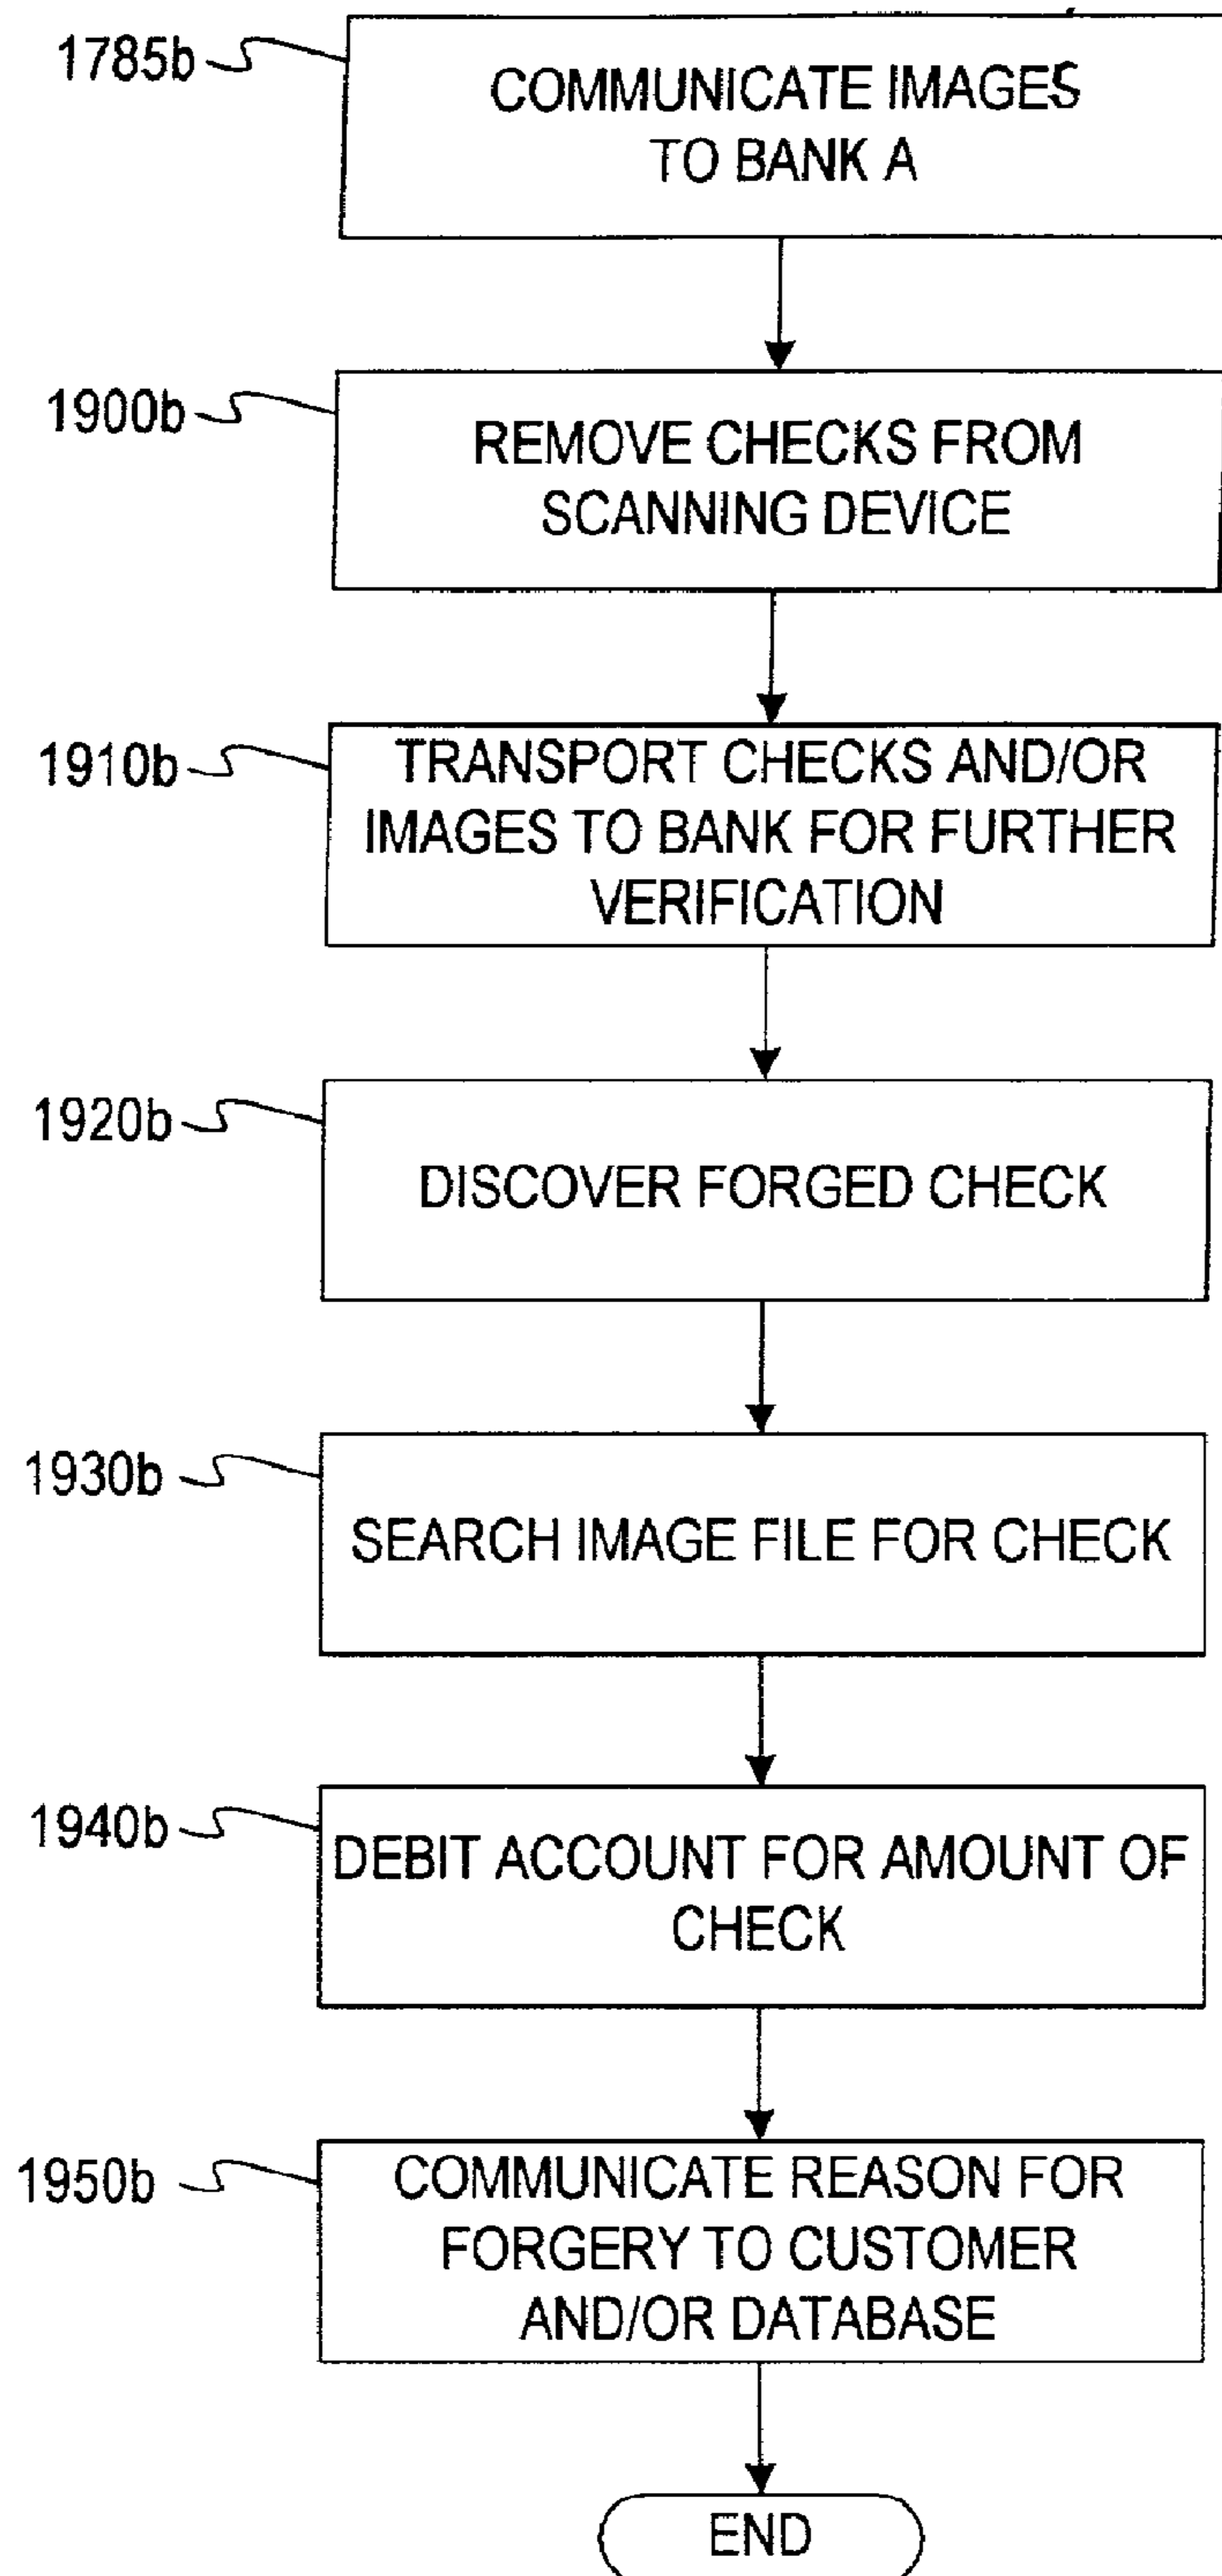 1785b
COMMUNICATE IMAGES
TO BANK A
1900b
REMOVE CHECKS FROM
SCANNING DEVICE
1910b
TRANSPORT CHECKS AND/OR
IMAGES TO BANK FOR FURTHER
VERIFICATION
1920b
DISCOVER FORGED CHECK
1930b
SEARCH IMAGE FILE FOR CHECK
1940b
DEBIT ACCOUNT FOR AMOUNT OF
CHECK
1950b
COMMUNICATE REASON FOR
FORGERY TO CUSTOMER
AND/OR DATABASE
END